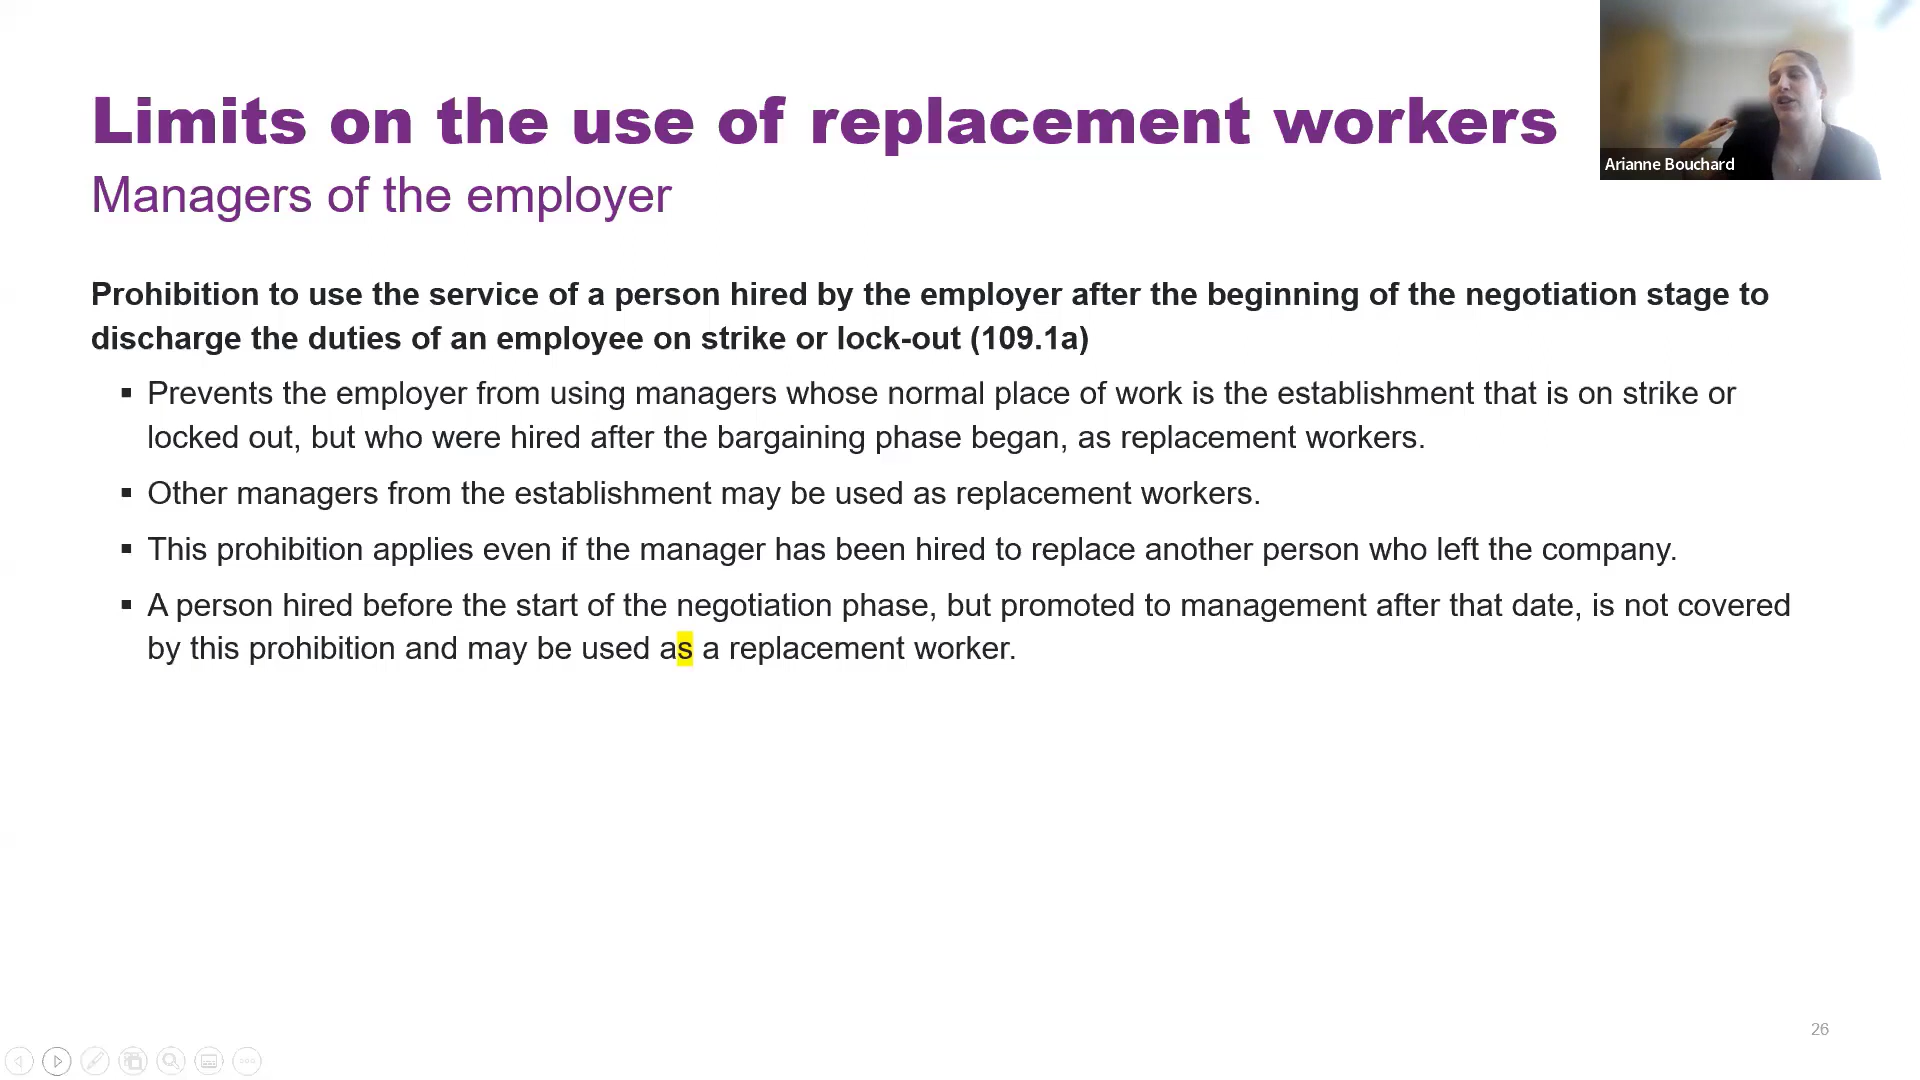 Limits on the use of replacement workers
Managers of the employer
Arianne Bouchard
Prohibition to use the service of a person hired by the employer after the beginning of the negotiation stage to
discharge the duties of an employee on strike or lock-out (109.1a)
▪ Prevents the employer from using managers whose normal place of work is the establishment that is on strike or
locked out, but who were hired after the bargaining phase began, as replacement workers.
▪ Other managers from the establishment may be used as replacement workers.
▪ This prohibition applies even if the manager has been hired to replace another person who left the company.
▪ A person hired before the start of the negotiation phase, but promoted to management after that date, is not covered
by this prohibition and may be used as a replacement worker.
26